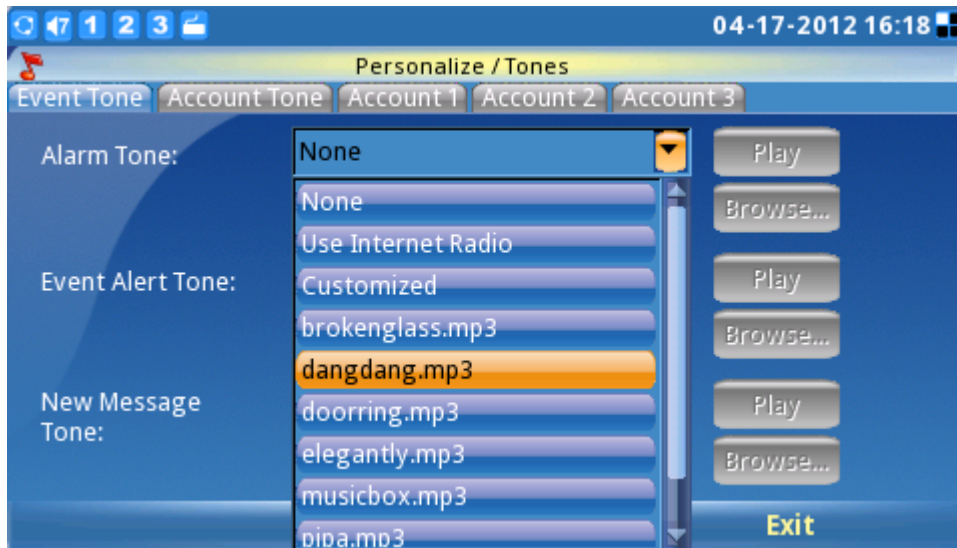 7 1 2 3 04-17-2012 16:18
Personalize / Tones
Event Tone Account Tone Account 1 Account 2 Account 3
Alarm Tone: None Play
None
Browse...
Use Internet Radio
Event Alert Tone: Customized Play
brokenglass.mp3
Browse...
dangdang.mp3
New Message
Tone:
doorring.mp3 Play
elegantly.mp3
Browse...
musicbox.mp3
pipa.mp3
Exit